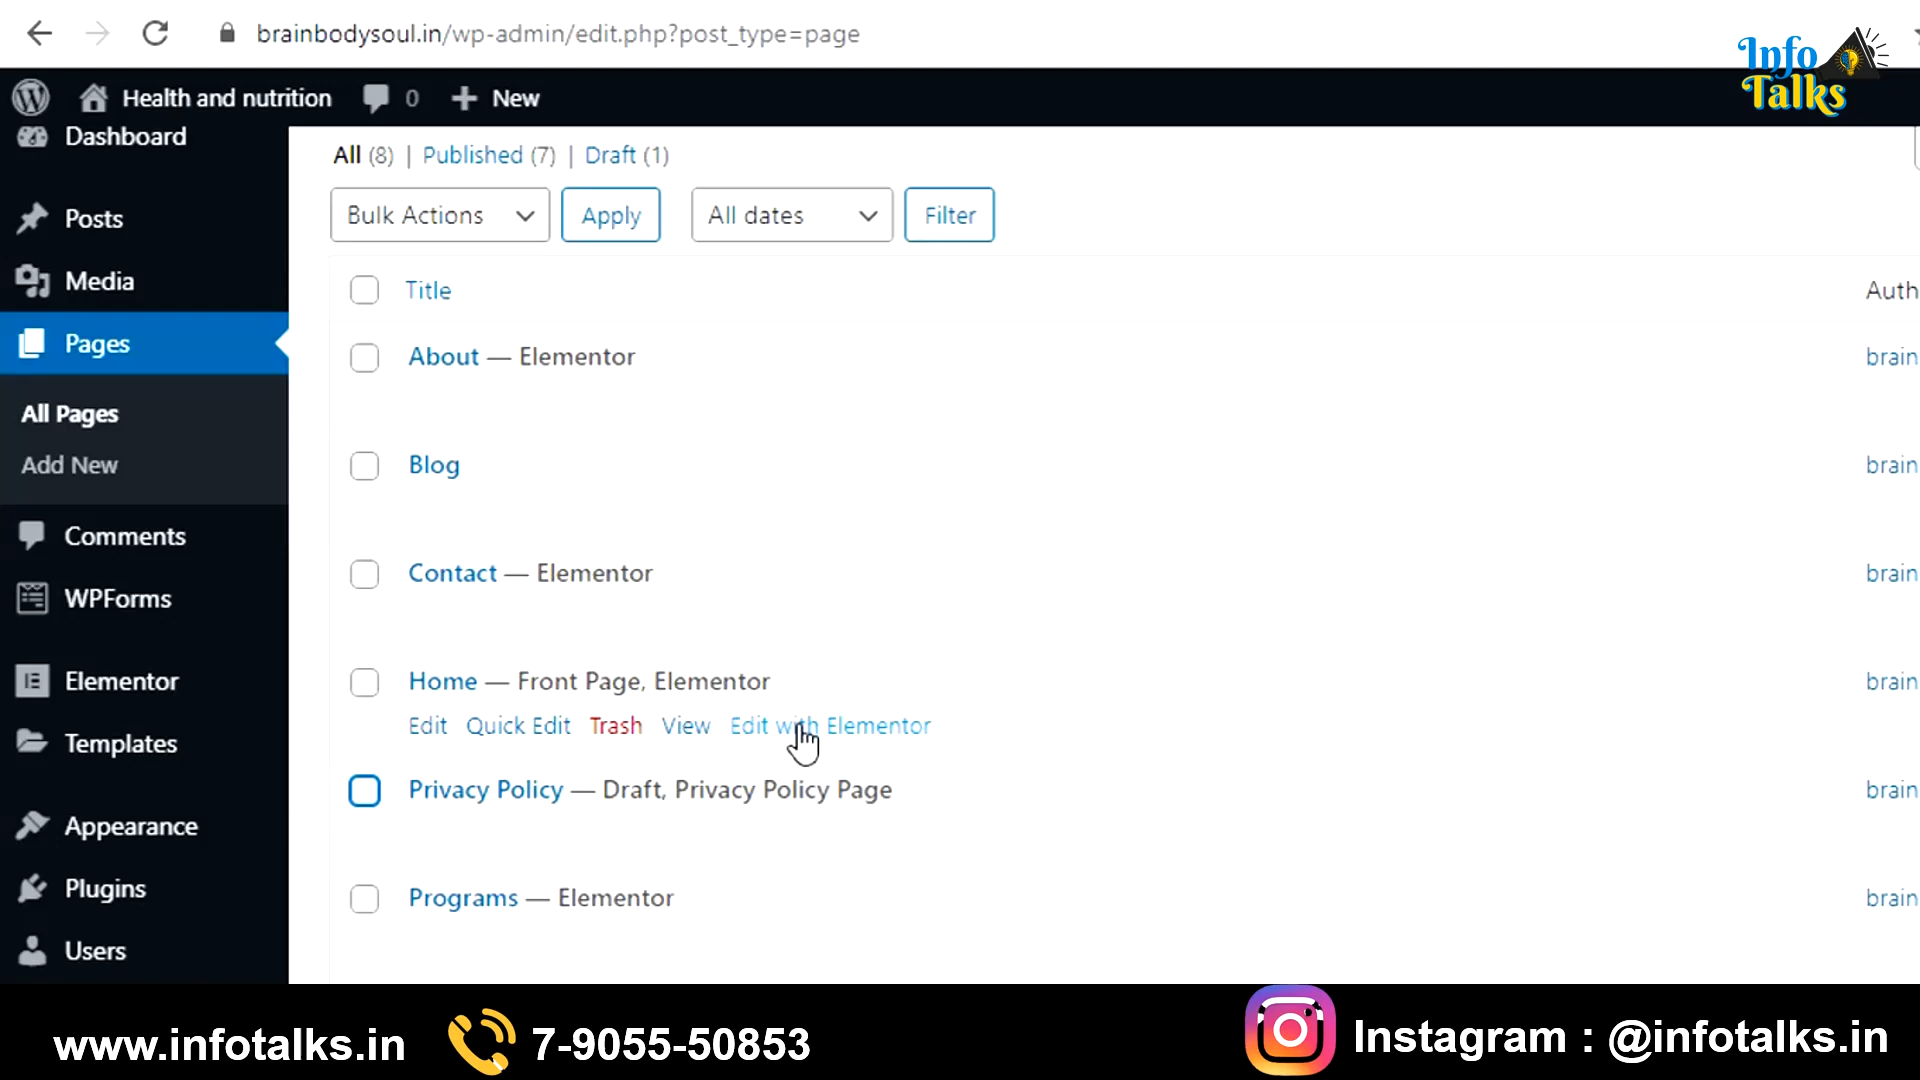 brainbodysoul.in/wp-admin/edit.php?post_type=page
Info
Talks
Health and nutrition 0 New
Dashboard
Posts
Media
Pages
All Pages
Add New
Comments
WPForms
Elementor
Templates
Appearance
Plugins
Users
All (8) | Published (7) | Draft (1)
Bulk Actions Apply All dates Filter
Title Auth
About — Elementor brain
Blog brain
Contact — Elementor brain
Home — Front Page, Elementor brain
Edit Quick Edit Trash View Edit with Elementor
Privacy Policy — Draft, Privacy Policy Page brain
Programs — Elementor brain
www.infotalks.in 7-9055-50853 Instagram : @infotalks.in